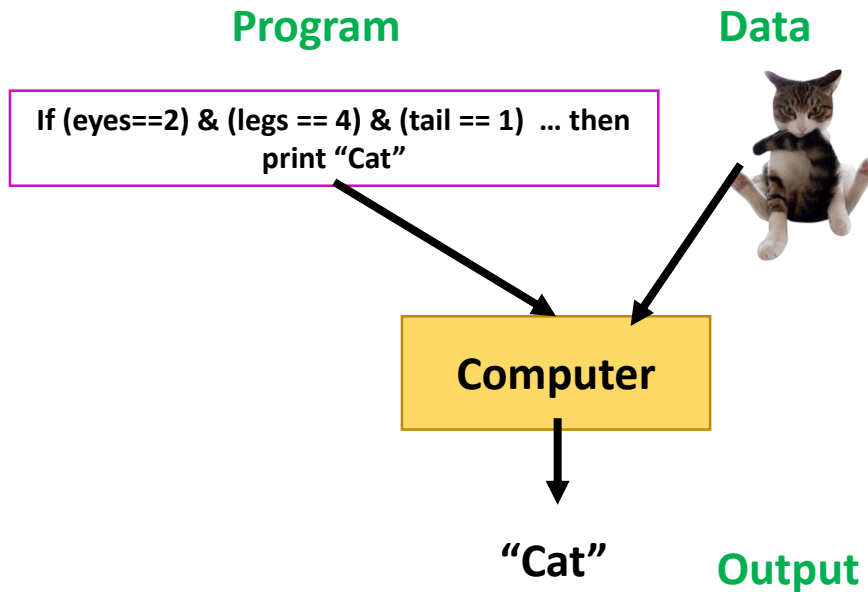 Program
Data
If (eyes==2) & (legs == 4) & (tail == 1)  … then
print “Cat”
Computer
“Cat”
Output